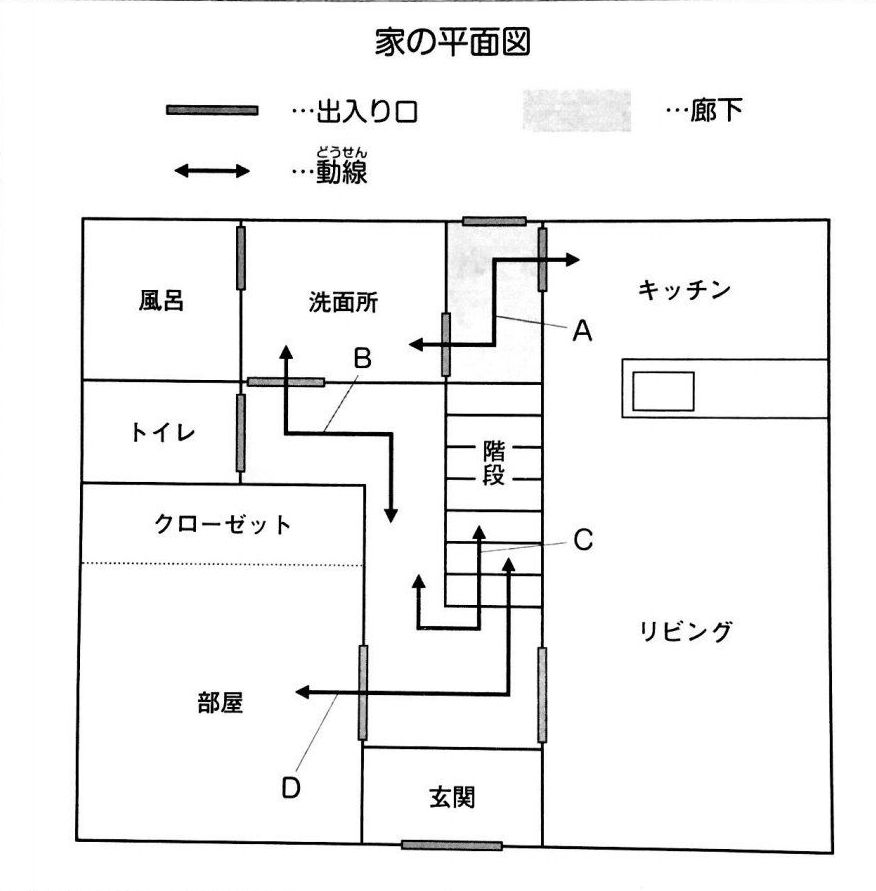 家の平面図
…出入り口
…廊下
どうせん
…動線
風呂
洗面所
キッチン
A
B
トイレ
階段
クローゼット
C
リビング
部屋
D
玄関